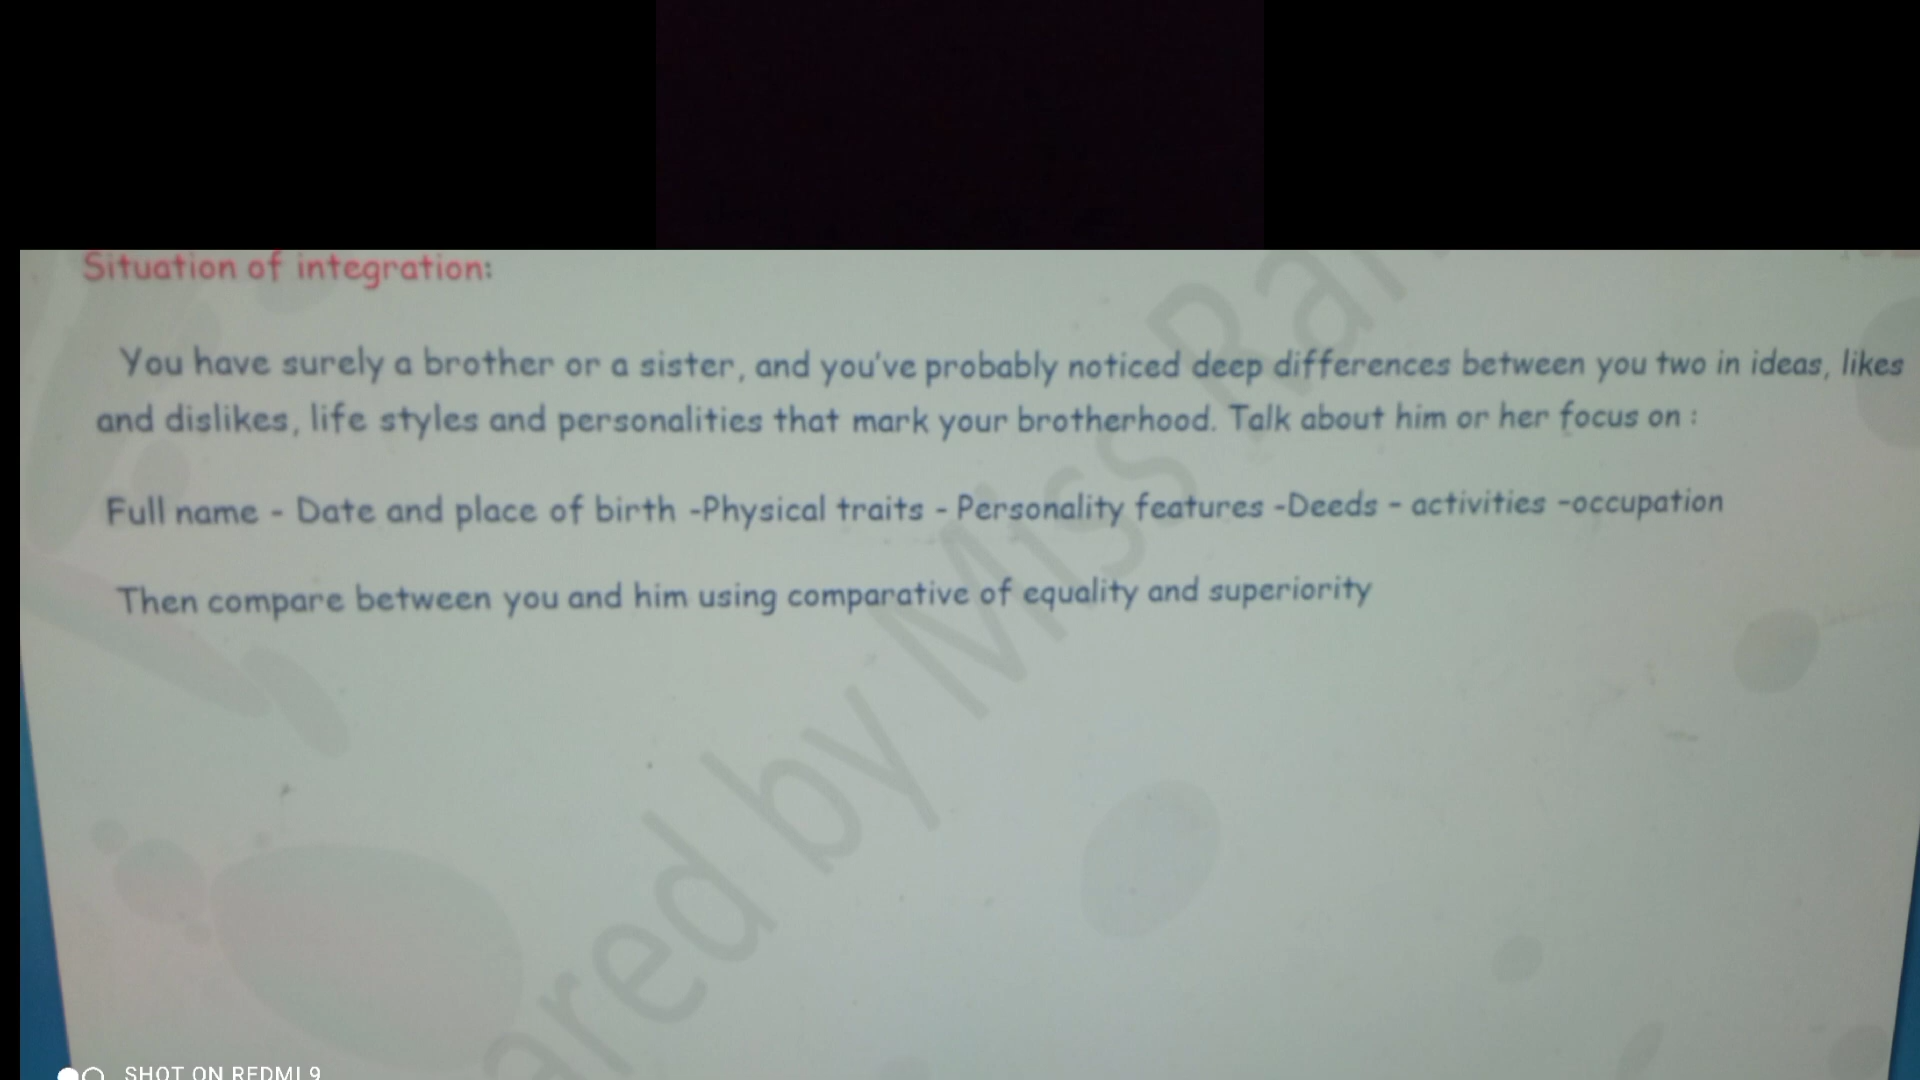 Situation of integration:
You have surely a brother or a sister, and you've probably noticed deep differences between you two in ideas, likes
and dislikes, life styles and personalities that mark your brotherhood. Talk about him or her focus on :
Full name - Date and place of birth -Physical traits - Personality features -Deeds - activities -occupation
Then compare between you and him using comparative of equality and superiority
by Miss
SHOT ON REDMI 9